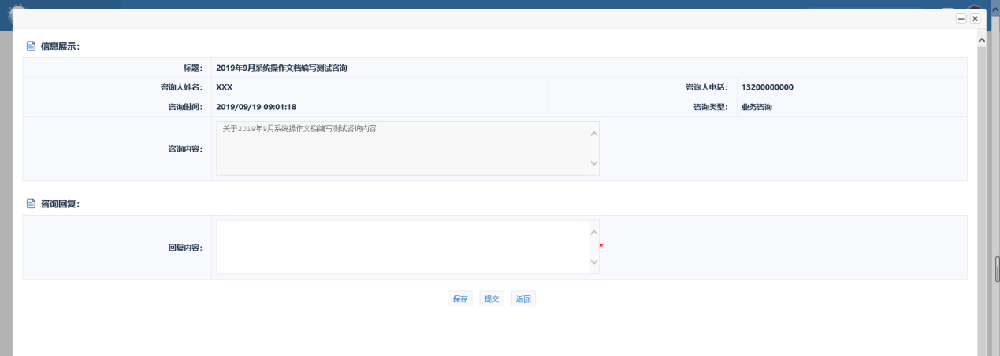 信息展示：
标题： 2019年9月系统操作文档编写测试咨询
咨询人姓名： XXX 咨询人电话： 13200000000
咨询时间： 2019/09/19 09:01:18 咨询类型： 业务咨询
咨询内容： 关于2019年9月系统操作文档编写测试咨询内容
咨询回复：
回复内容： *
保存 提交 返回